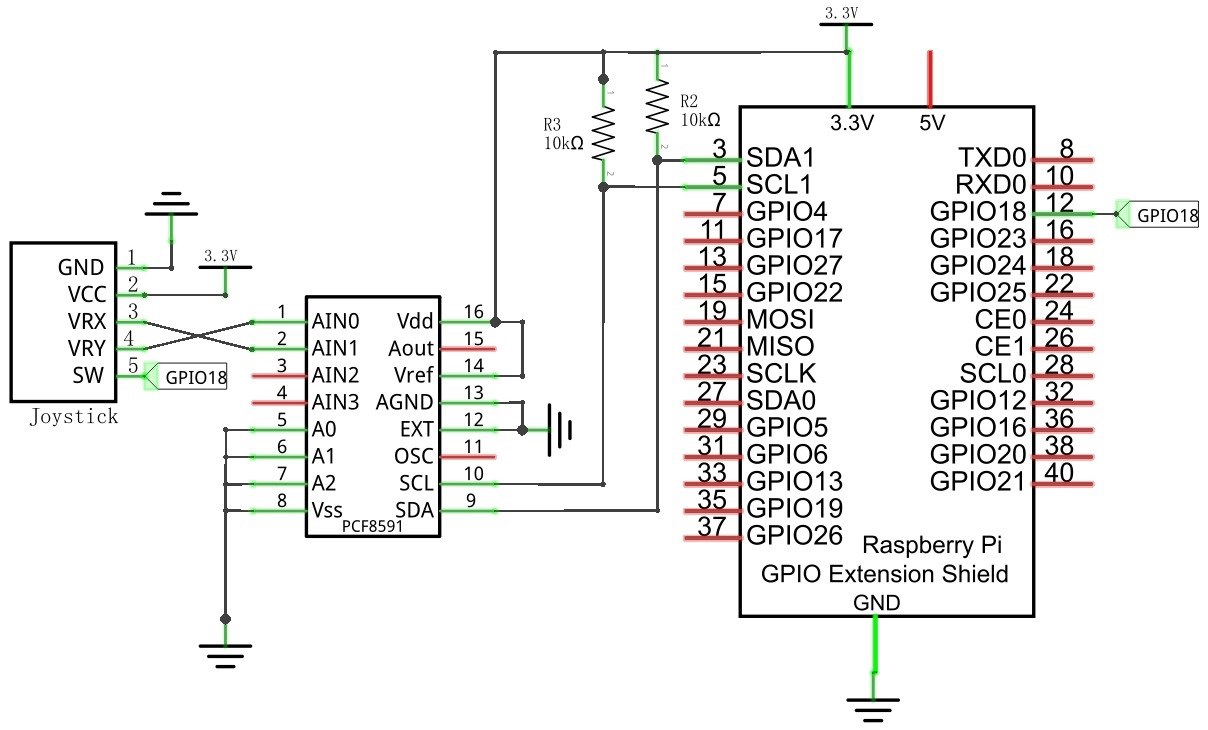 3.3V
R3
10kΩ
1
2
R2
10kΩ
1
2
3.3V 5V
3 SDA1 TXD0 8
5 SCL1 RXD0 10
7 GPIO4 GPIO18 12 GPIO18
11 GPIO17 GPIO23 16
13 GPIO27 GPIO24 18
15 GPIO22 GPIO25 22
19 MOSI CE0 24
21 MISO CE1 26
23 SCLK SCL0 28
27 SDA0 GPIO12 32
29 GPIO5 GPIO16 36
31 GPIO6 GPIO20 38
33 GPIO13 GPIO21 40
35 GPIO19
37 GPIO26
Raspberry Pi
GPIO Extension Shield
GND
3.3V
GND 1
VCC 2
VRX 3
VRY 4
SW 5 GPIO18
Joystick
1 AIN0 Vdd 16
2 AIN1 Aout 15
3 AIN2 Vref 14
4 AIN3 AGND 13
5 A0 EXT 12
6 A1 OSC 11
7 A2 SCL 10
8 Vss SDA 9
PCF8591